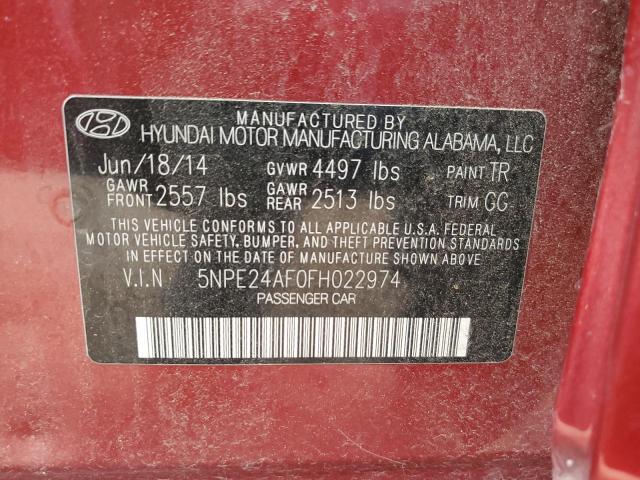 MANUFACTURED BY
HYUNDAI MOTOR MANUFACTURING ALABAMA, LLC
Jun/18/14 GVWR 4497 lbs PAINT TR
GAWR FRONT 2557 lbs GAWR REAR 2513 lbs TRIM GG
THIS VEHICLE CONFORMS TO ALL APPLICABLE U.S.A. FEDERAL
MOTOR VEHICLE SAFETY, BUMPER, AND THEFT PREVENTION STANDARDS
IN EFFECT ON THE DATE OF MANUFACTURE SHOWN ABOVE.
V.I.N 5NPE24AF0FH022974
PASSENGER CAR